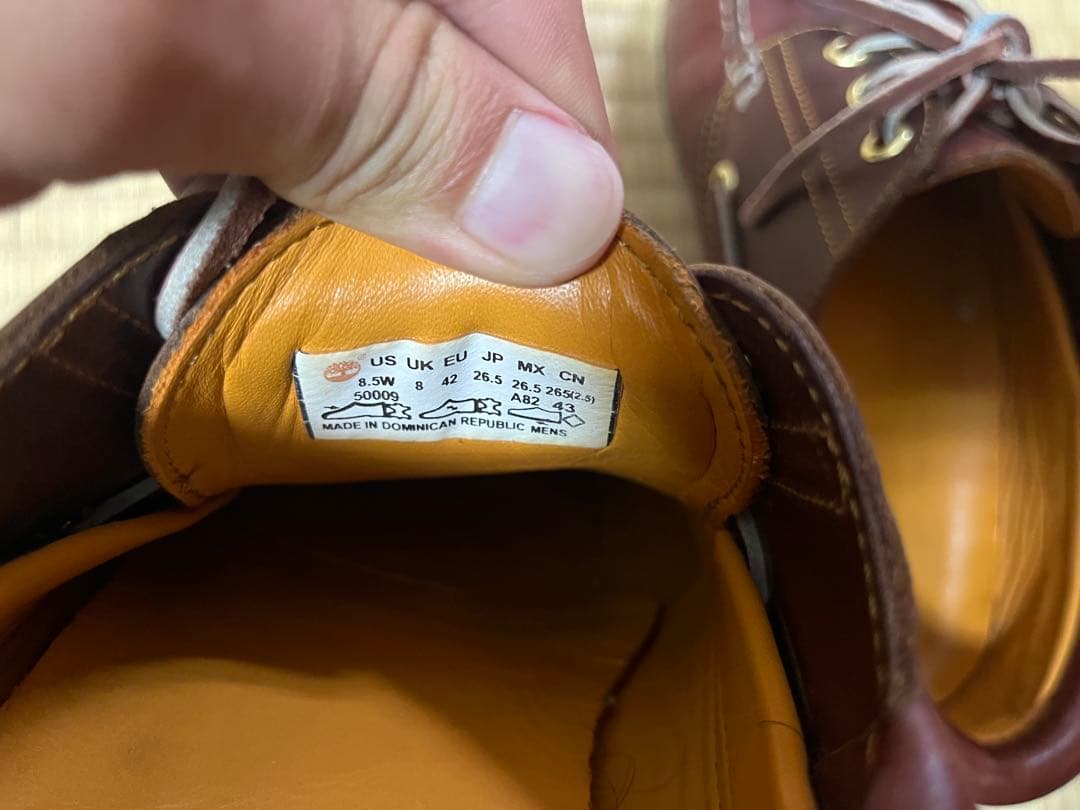 US UK EU JP MX CN
8.5W 8 42 26.5 26.5 265(2.5)
50009 A82 43
MADE IN DOMINICAN REPUBLIC MENS